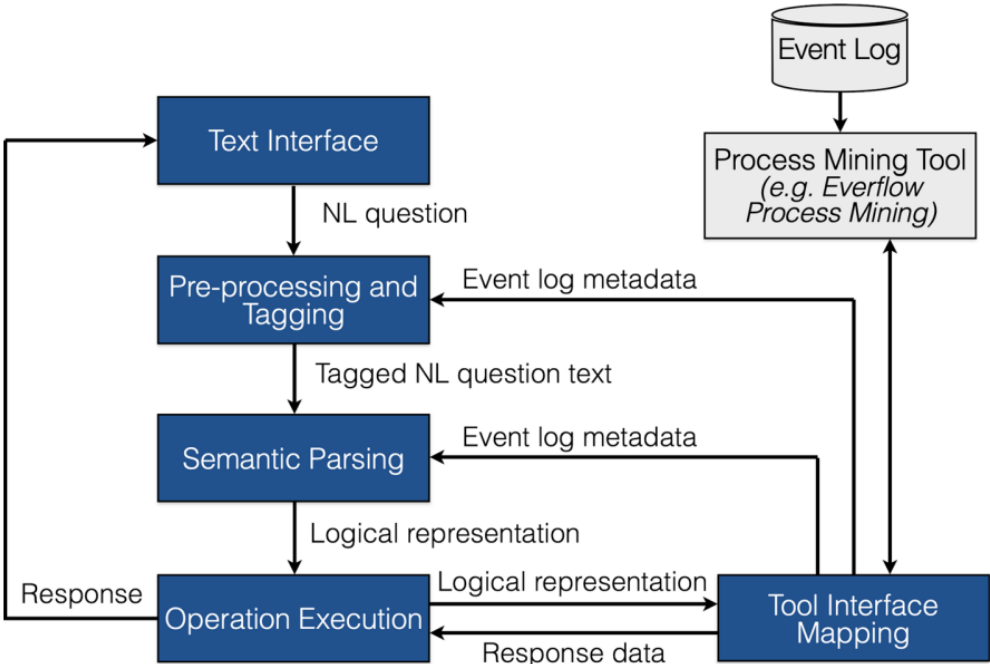 Event Log
Text Interface
Process Mining Tool
(e.g. Everflow
Process Mining)
NL question
Pre-processing and
Tagging
Event log metadata
Tagged NL question text
Semantic Parsing
Event log metadata
Logical representation
Response
Operation Execution
Logical representation
Tool Interface
Mapping
Response data